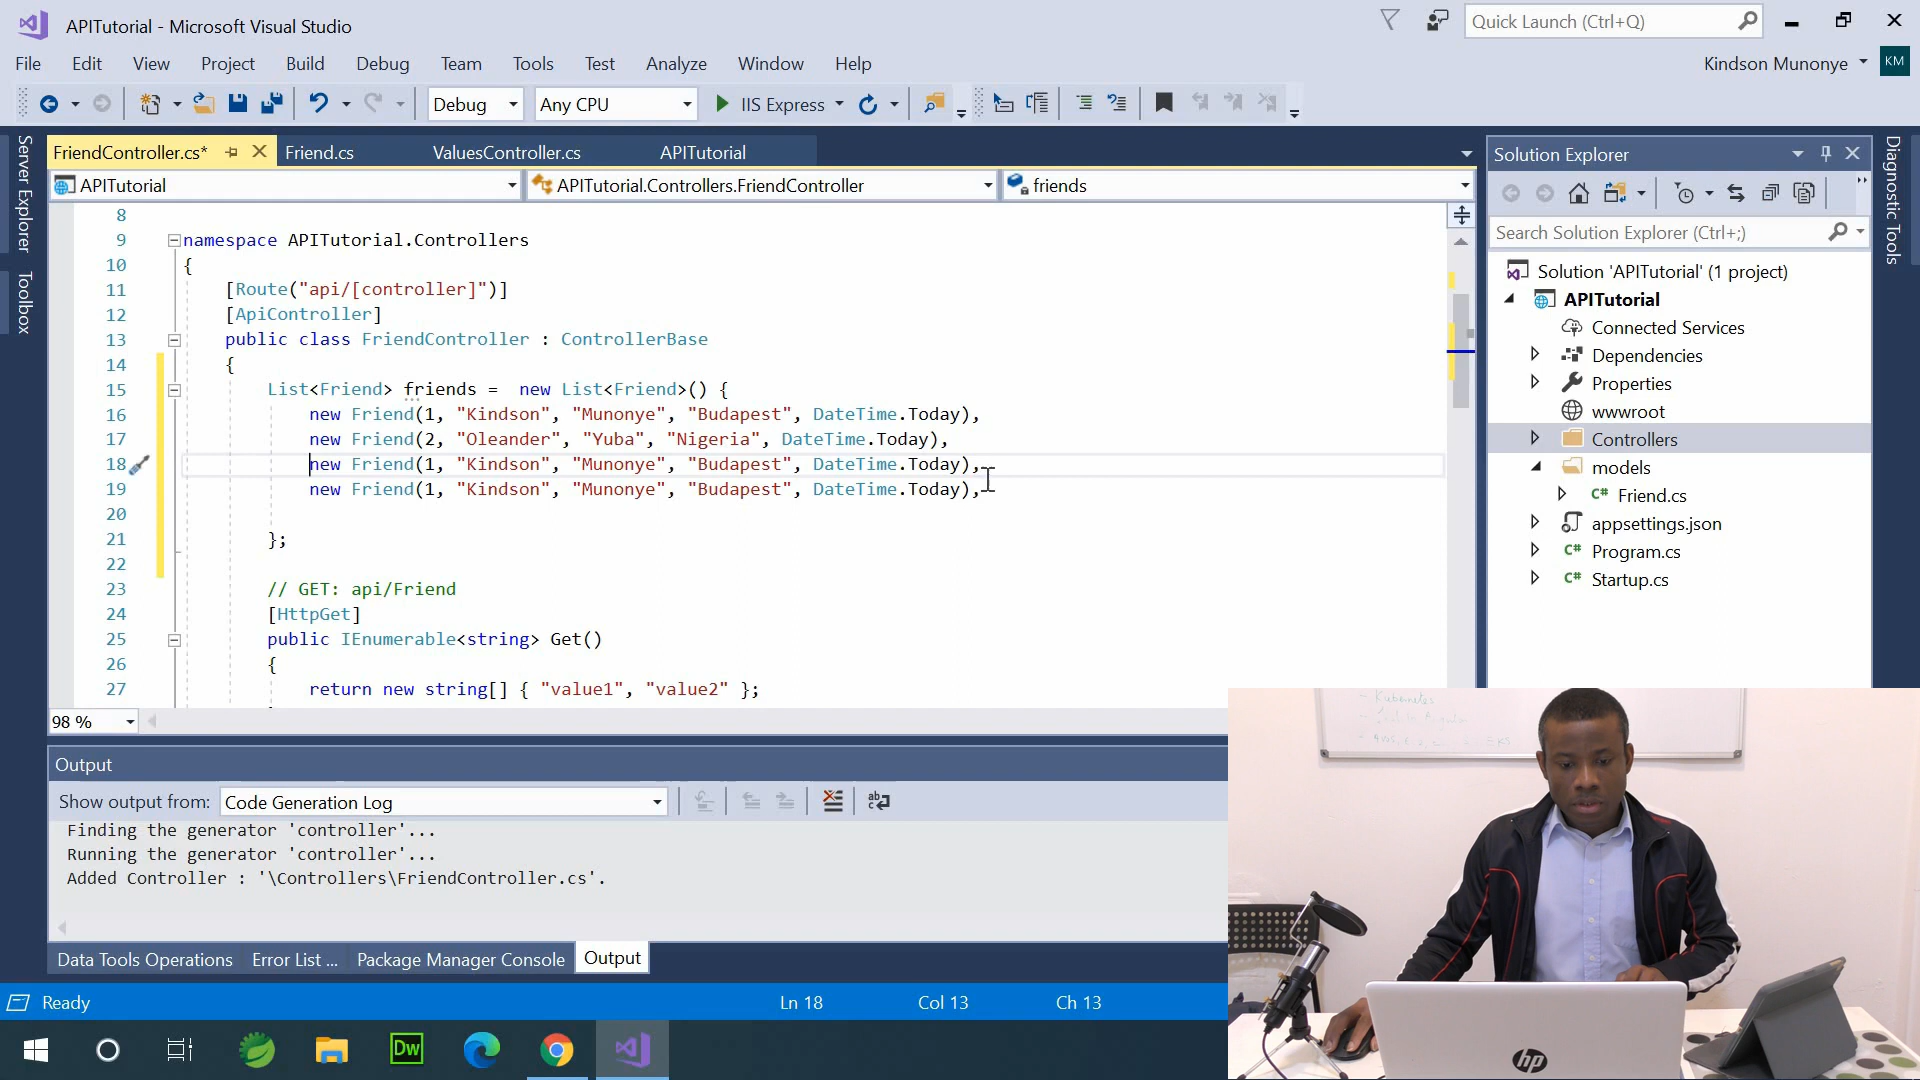 APITutorial - Microsoft Visual Studio
Quick Launch (Ctrl+Q)
File Edit View Project Build Debug Team Tools Test Analyze Window Help
Kindson Munonye KM
Debug Any CPU IIS Express
Server Explorer
Toolbox
FriendController.cs* Friend.cs ValuesController.cs APITutorial
APITutorial APITutorial.Controllers.FriendController friends
8
9 namespace APITutorial.Controllers
10 {
11 [Route("api/[controller]")]
12 [ApiController]
13 public class FriendController : ControllerBase
14 {
15 List<Friend> friends =  new List<Friend>() {
16 new Friend(1, "Kindson", "Munonye", "Budapest", DateTime.Today),
17 new Friend(2, "Oleander", "Yuba", "Nigeria", DateTime.Today),
18 new Friend(1, "Kindson", "Munonye", "Budapest", DateTime.Today),
19 new Friend(1, "Kindson", "Munonye", "Budapest", DateTime.Today),
20
21 };
22
23 // GET: api/Friend
24 [HttpGet]
25 public IEnumerable<string> Get()
26 {
27 return new string[] { "value1", "value2" };
98 %
Solution Explorer
Search Solution Explorer (Ctrl+;)
Solution 'APITutorial' (1 project)
APITutorial
Connected Services
Dependencies
Properties
wwwroot
Controllers
models
C# Friend.cs
appsettings.json
C# Program.cs
C# Startup.cs
Diagnostic Tools
Output
Show output from: Code Generation Log
Finding the generator 'controller'...
Running the generator 'controller'...
Added Controller : '\Controllers\FriendController.cs'.
Data Tools Operations Error List ... Package Manager Console Output
Ready Ln 18 Col 13 Ch 13
Dw
Kubernetes
hp